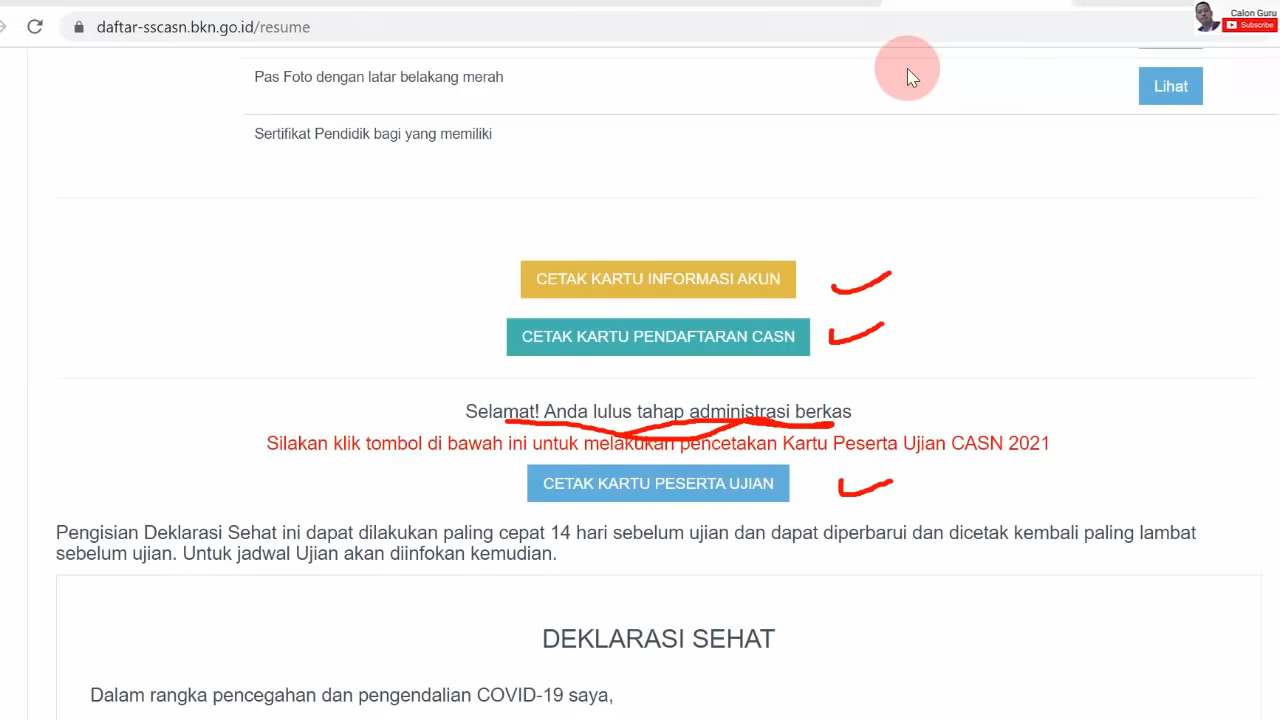 daftar-sscasn.bkn.go.id/resume
Calon Guru
Subscribe
Pas Foto dengan latar belakang merah
Lihat
Sertifikat Pendidik bagi yang memiliki
CETAK KARTU INFORMASI AKUN
CETAK KARTU PENDAFTARAN CASN
Selamat! Anda lulus tahap administrasi berkas
Silakan klik tombol di bawah ini untuk melakukan pencetakan Kartu Peserta Ujian CASN 2021
CETAK KARTU PESERTA UJIAN
Pengisian Deklarasi Sehat ini dapat dilakukan paling cepat 14 hari sebelum ujian dan dapat diperbarui dan dicetak kembali paling lambat
sebelum ujian. Untuk jadwal Ujian akan diinfokan kemudian.
DEKLARASI SEHAT
Dalam rangka pencegahan dan pengendalian COVID-19 saya,